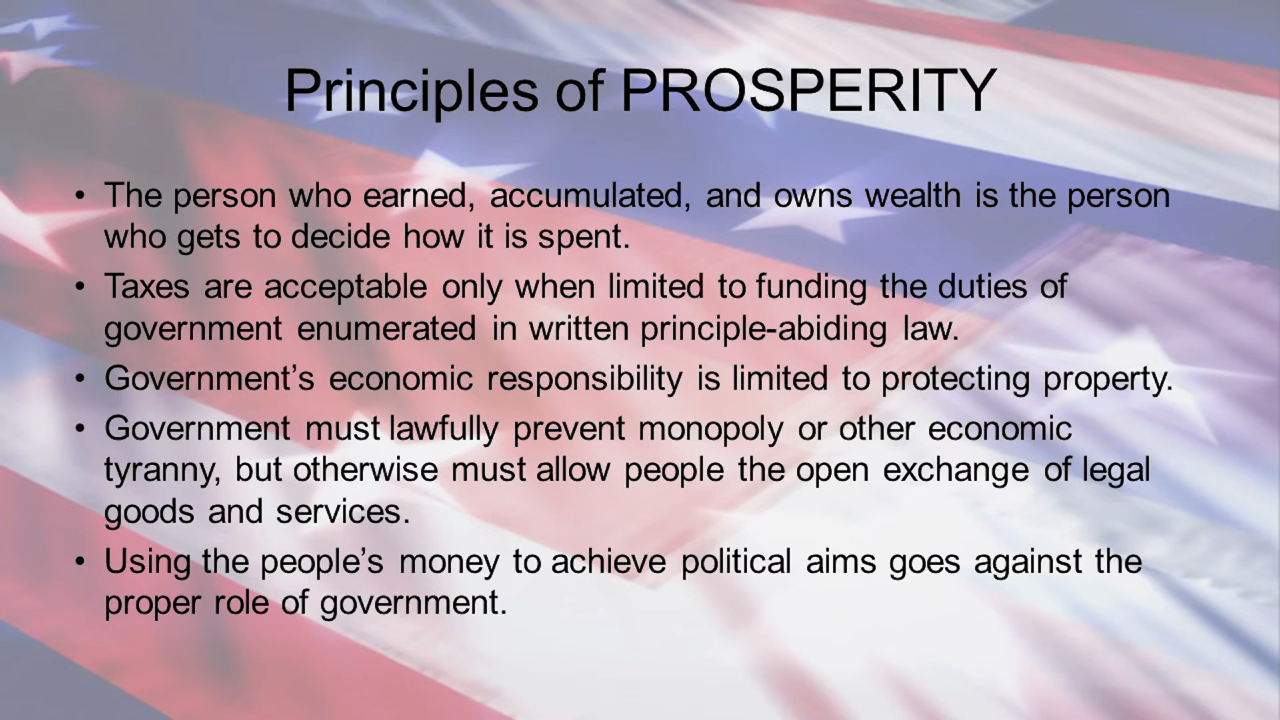 Principles of PROSPERITY
• The person who earned, accumulated, and owns wealth is the person
who gets to decide how it is spent.
• Taxes are acceptable only when limited to funding the duties of
government enumerated in written principle-abiding law.
• Government’s economic responsibility is limited to protecting property.
• Government must lawfully prevent monopoly or other economic
tyranny, but otherwise must allow people the open exchange of legal
goods and services.
• Using the people’s money to achieve political aims goes against the
proper role of government.